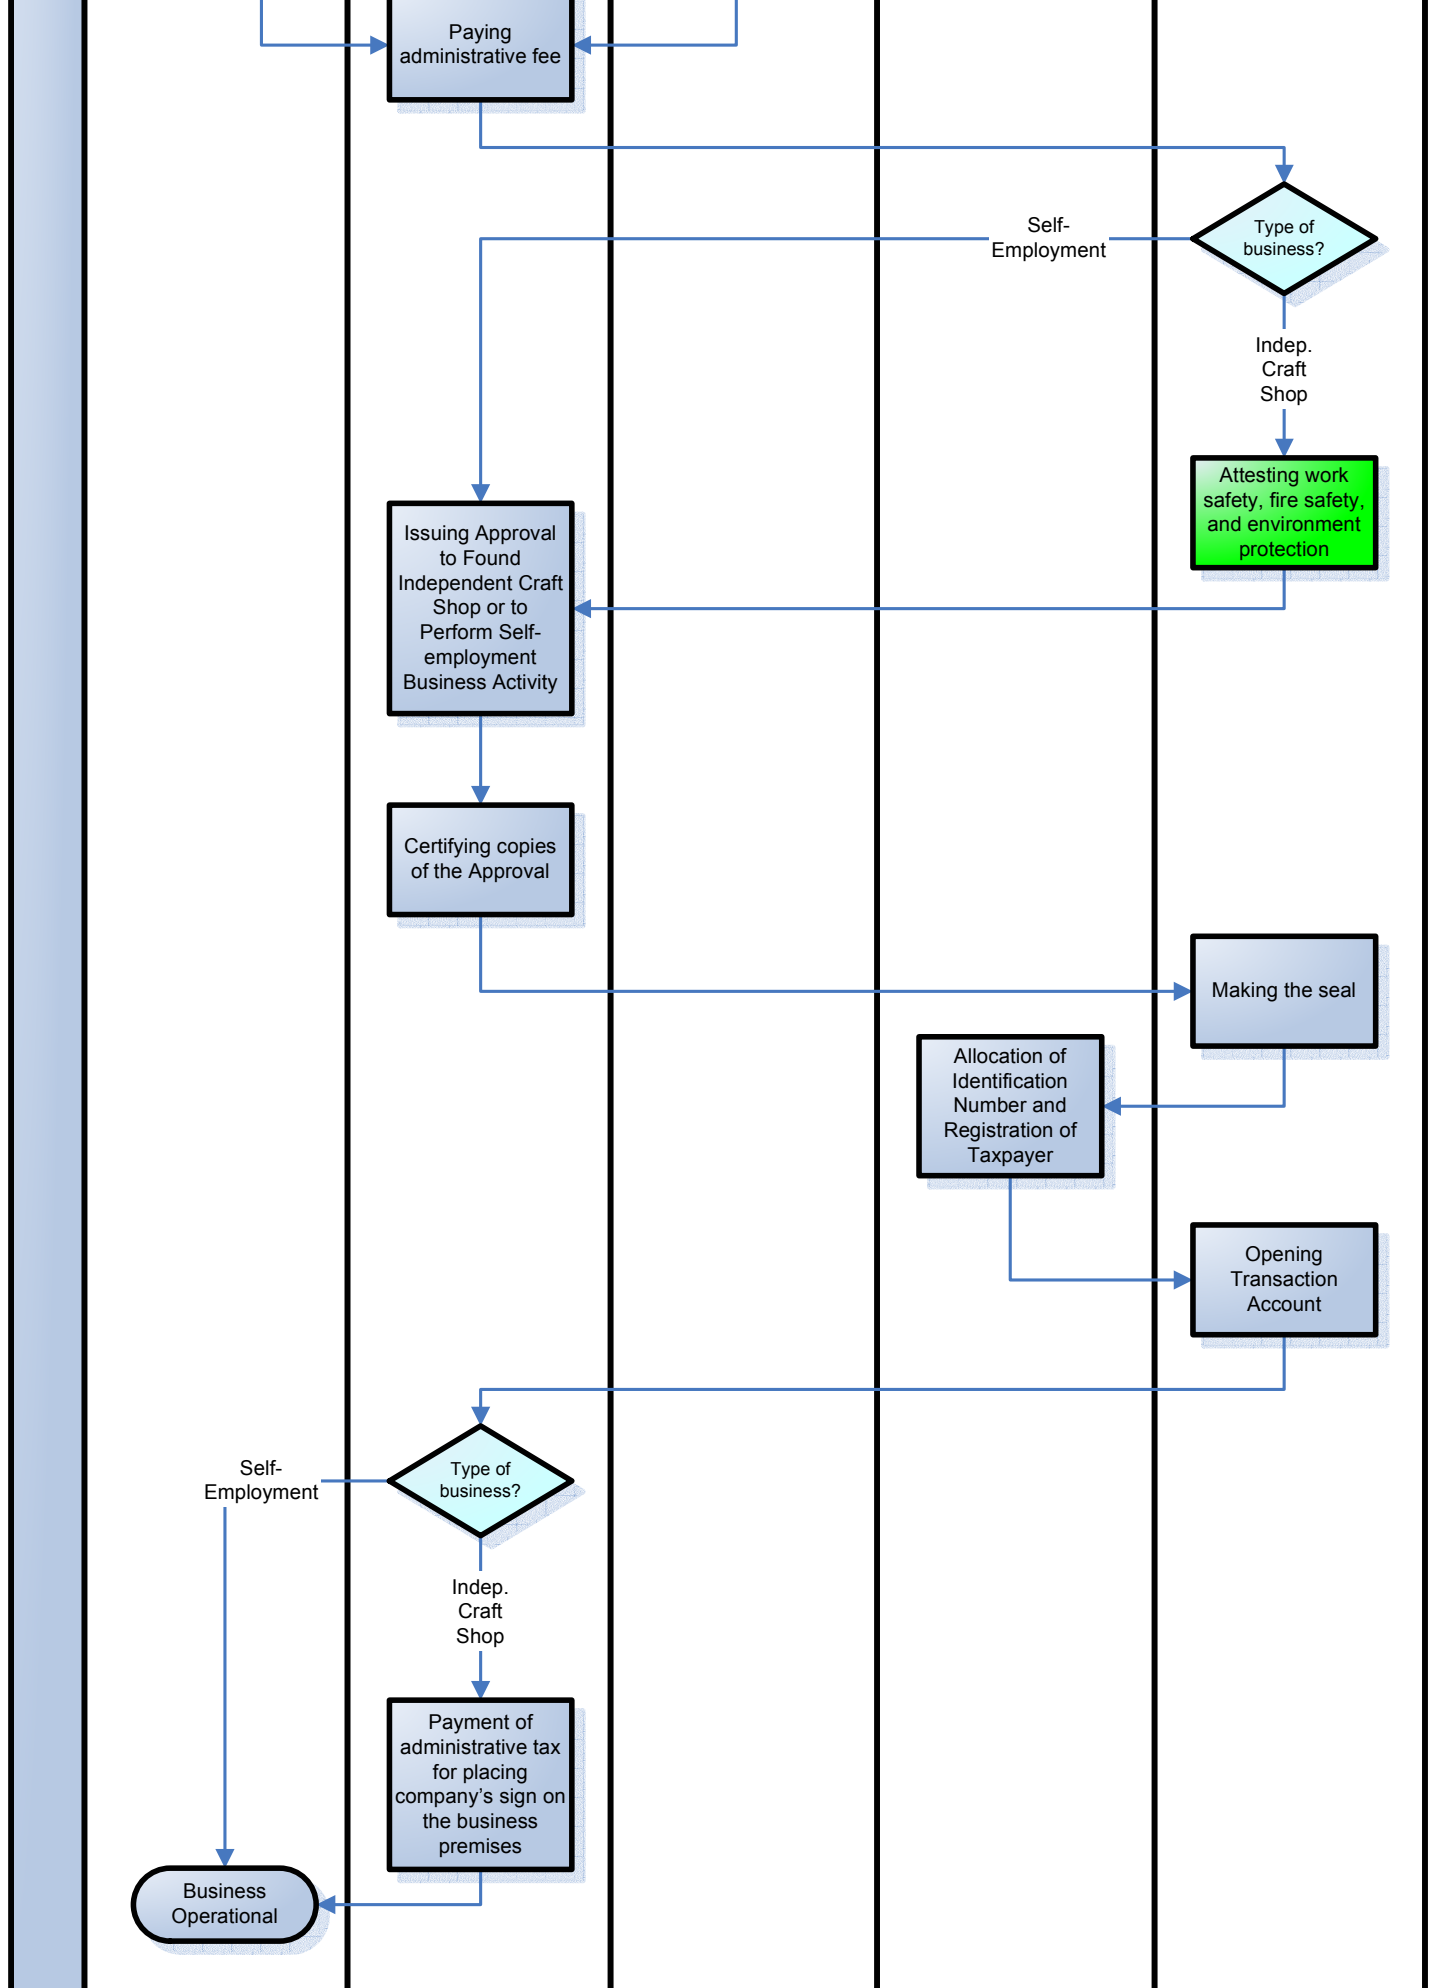 Paying
administrative fee
Type of
business?
Self-
Employment
Indep.
Craft
Shop
Attesting work
safety, fire safety,
and environment
protection
Issuing Approval
to Found
Independent Craft
Shop or to
Perform Self-
employment
Business Activity
Certifying copies
of the Approval
Making the seal
Allocation of
Identification
Number and
Registration of
Taxpayer
Opening
Transaction
Account
Type of
business?
Self-
Employment
Indep.
Craft
Shop
Payment of
administrative tax
for placing
company's sign on
the business
premises
Business
Operational